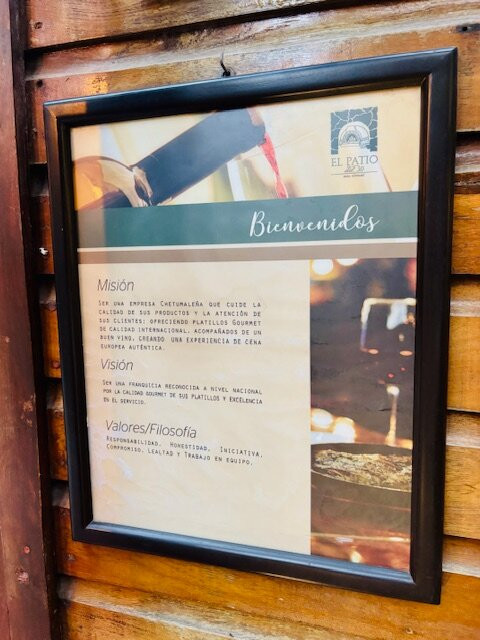 EL PATIO
Bienvenidos
Misión
Ser una empresa Chetumaleña que cuide la
calidad de sus productos y la atención de
sus clientes; ofreciendo platillos Gourmet
de calidad internacional, acompañados de un
buen vino, creando una experiencia de cena
europea auténtica.
Visión
Ser una franquicia reconocida a nivel nacional
por la calidad gourmet de sus platillos y excelencia
en el servicio.
Valores/Filosofía
Responsabilidad, Honestidad, Iniciativa,
Compromiso, Lealtad y Trabajo en equipo.